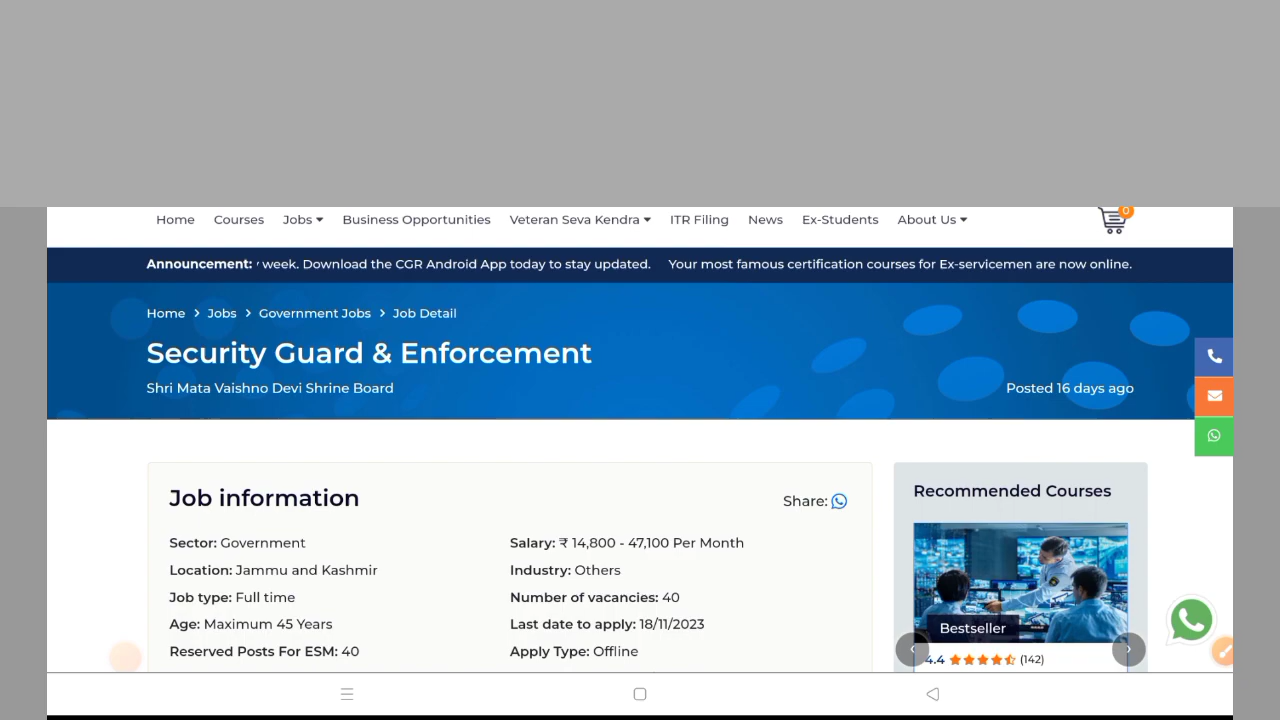 Home Courses Jobs Business Opportunities Veteran Seva Kendra ITR Filing News Ex-Students About Us 0
Announcement: week. Download the CGR Android App today to stay updated. Your most famous certification courses for Ex-servicemen are now online.
Home > Jobs > Government Jobs > Job Detail
Security Guard & Enforcement
Shri Mata Vaishno Devi Shrine Board Posted 16 days ago
Job information Share:
Sector: Government Salary: ₹ 14,800 - 47,100 Per Month
Location: Jammu and Kashmir Industry: Others
Job type: Full time Number of vacancies: 40
Age: Maximum 45 Years Last date to apply: 18/11/2023
Reserved Posts For ESM: 40 Apply Type: Offline
Recommended Courses
Bestseller
4.4 (142)